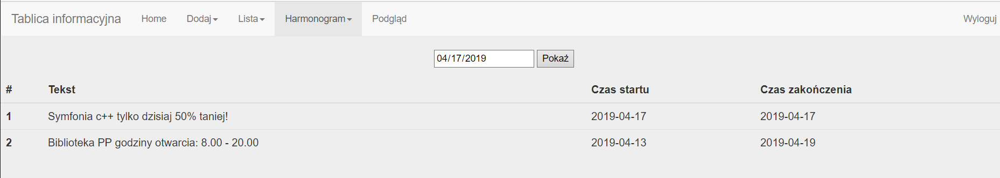 Tablica informacyjna Home Dodaj Lista Harmonogram Podgląd Wyloguj
04/17/2019 Pokaż
# Tekst Czas startu Czas zakończenia
1 Symfonia c++ tylko dzisiaj 50% taniej! 2019-04-17 2019-04-17
2 Biblioteka PP godziny otwarcia: 8.00 - 20.00 2019-04-13 2019-04-19